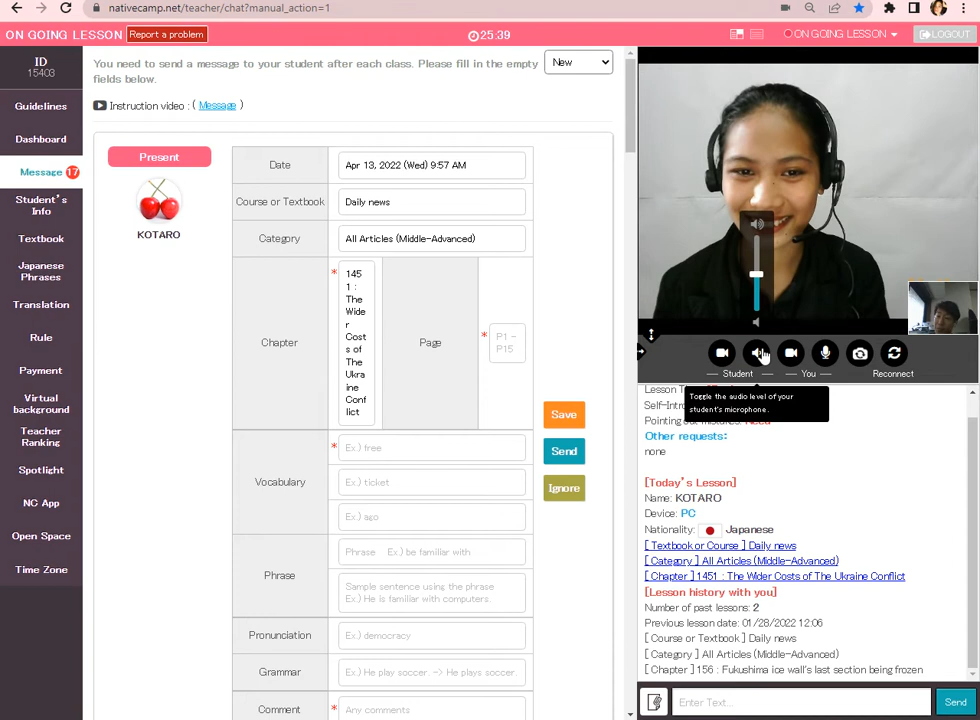 nativecamp.net/teacher/chat?manual_action=1
ON GOING LESSON
Report a problem
25:39
ON GOING LESSON
LOGOUT
ID
15403
Guidelines
Dashboard
Message 17
Student's
Info
Textbook
Japanese
Phrases
Translation
Rule
Payment
Virtual
background
Teacher
Ranking
Spotlight
NC App
Open Space
Time Zone
You need to send a message to your student after each class. Please fill in the empty
fields below.
New
Instruction video : ( Message )
Present
KOTARO
Date
Apr 13, 2022 (Wed) 9:57 AM
Course or Textbook
Daily news
Category
All Articles (Middle-Advanced)
Chapter
*
145
1 :
The
Wide
r
Cost
s of
The
Ukra
ine
Conf
lict
Page
*
P1 -
P15
Save
Send
Ignore
Vocabulary
*
Ex.) free
Ex.) ticket
Ex.) ago
Phrase
Phrase Ex.) be familiar with
Sample sentence using the phrase
Ex.) He is familiar with computers.
Pronunciation
Ex.) democracy
Grammar
Ex.) He play soccer. -> He plays soccer.
Comment
*
Any comments
Student
You
Reconnect
Toggle the audio level of your
student's microphone.
Lesson T
Self-Intro
Pointing out mistakes: Need
Other requests:
none
[Today's Lesson]
Name: KOTARO
Device: PC
Nationality: Japanese
[ Textbook or Course ] Daily news
[ Category ] All Articles (Middle-Advanced)
[ Chapter ] 1451 : The Wider Costs of The Ukraine Conflict
[Lesson history with you]
Number of past lessons: 2
Previous lesson date: 01/28/2022 12:06
[ Course or Textbook ] Daily news
[ Category ] All Articles (Middle-Advanced)
[ Chapter ] 156 : Fukushima ice wall's last section being frozen
Enter Text...
Send